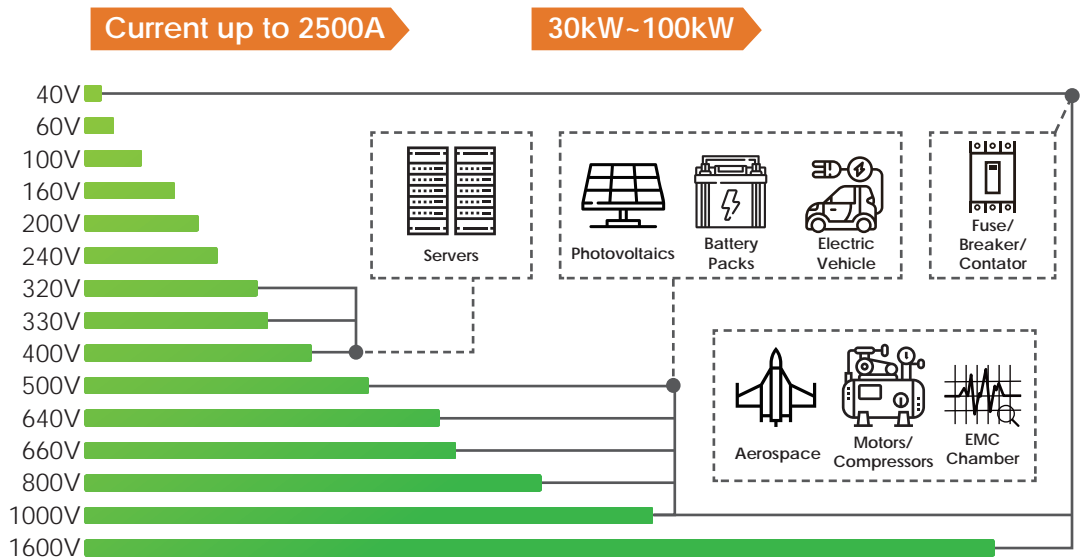 Current up to 2500A
30kW~100kW
40V
60V
100V
160V
200V
240V
320V
330V
400V
500V
640V
660V
800V
1000V
1600V
Servers
Photovoltaics
Battery
Packs
Electric
Vehicle
Fuse/
Breaker/
Contator
Aerospace
Motors/
Compressors
EMC
Chamber